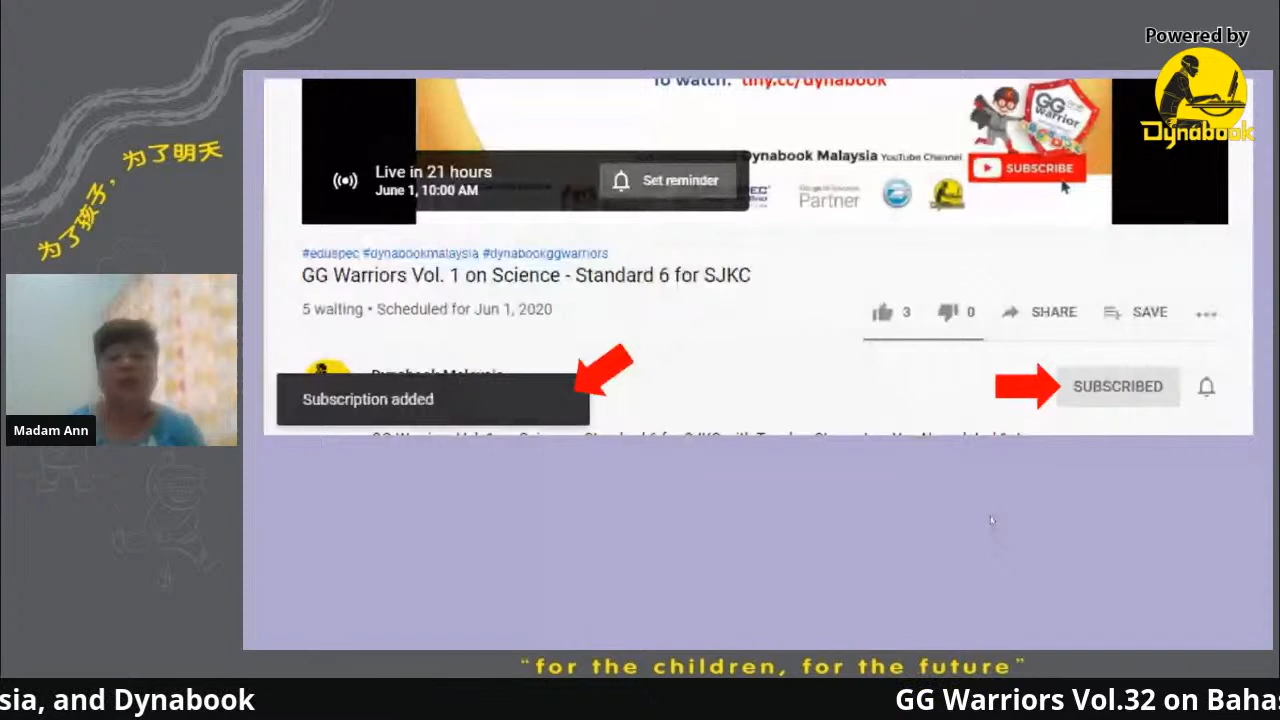 Powered by
Dynabook
为了孩子，为了明天
To watch: tiny.cc/dynabook
GG
Warrior
Live in 21 hours
June 1, 10:00 AM
Set reminder
Dynabook Malaysia YouTube Channel
SUBSCRIBE
Partner
#eduspec #dynabookmalaysia #dynabookggwarriors
GG Warriors Vol. 1 on Science - Standard 6 for SJKC
5 waiting • Scheduled for Jun 1, 2020
3 0 SHARE SAVE
Dynabook Malaysia
Subscription added
SUBSCRIBED
Madam Ann
“for the children, for the future”
sia, and Dynabook
GG Warriors Vol.32 on Bahas